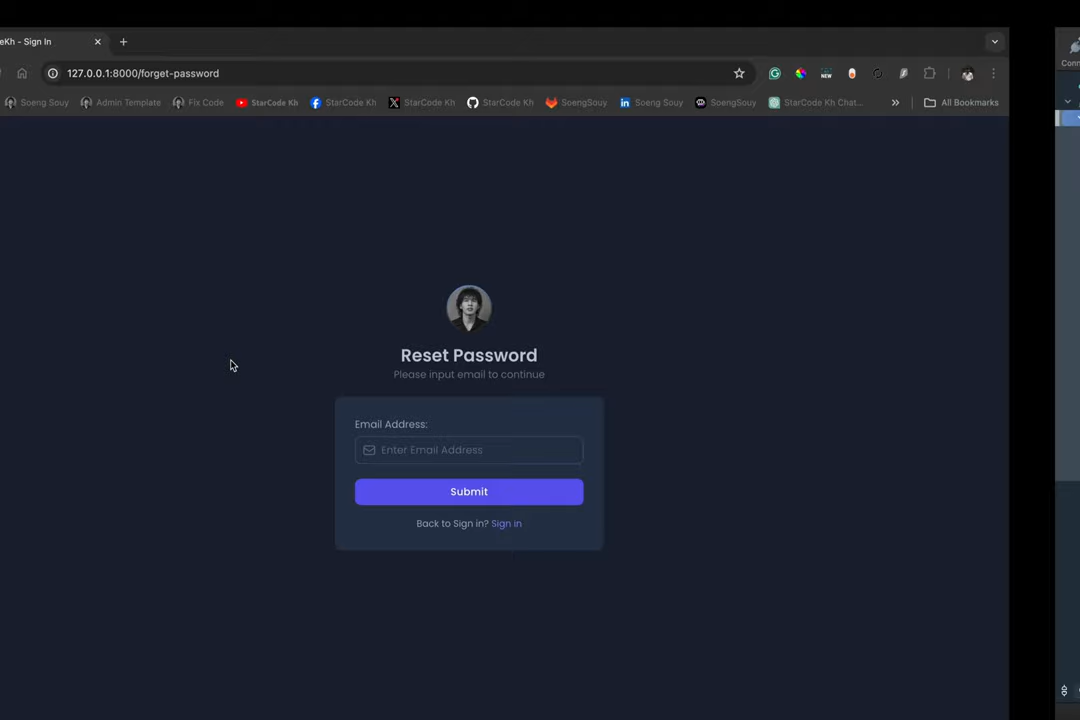 eKh - Sign In
127.0.0.1:8000/forget-password
Soeng Souy
Admin Template
Fix Code
StarCode Kh
StarCode Kh
StarCode Kh
StarCode Kh
SoengSouy
Soeng Souy
SoengSouy
StarCode Kh Chat...
»
All Bookmarks
NEW
Conn
Reset Password
Please input email to continue
Email Address:
Enter Email Address
Submit
Back to Sign in? Sign in